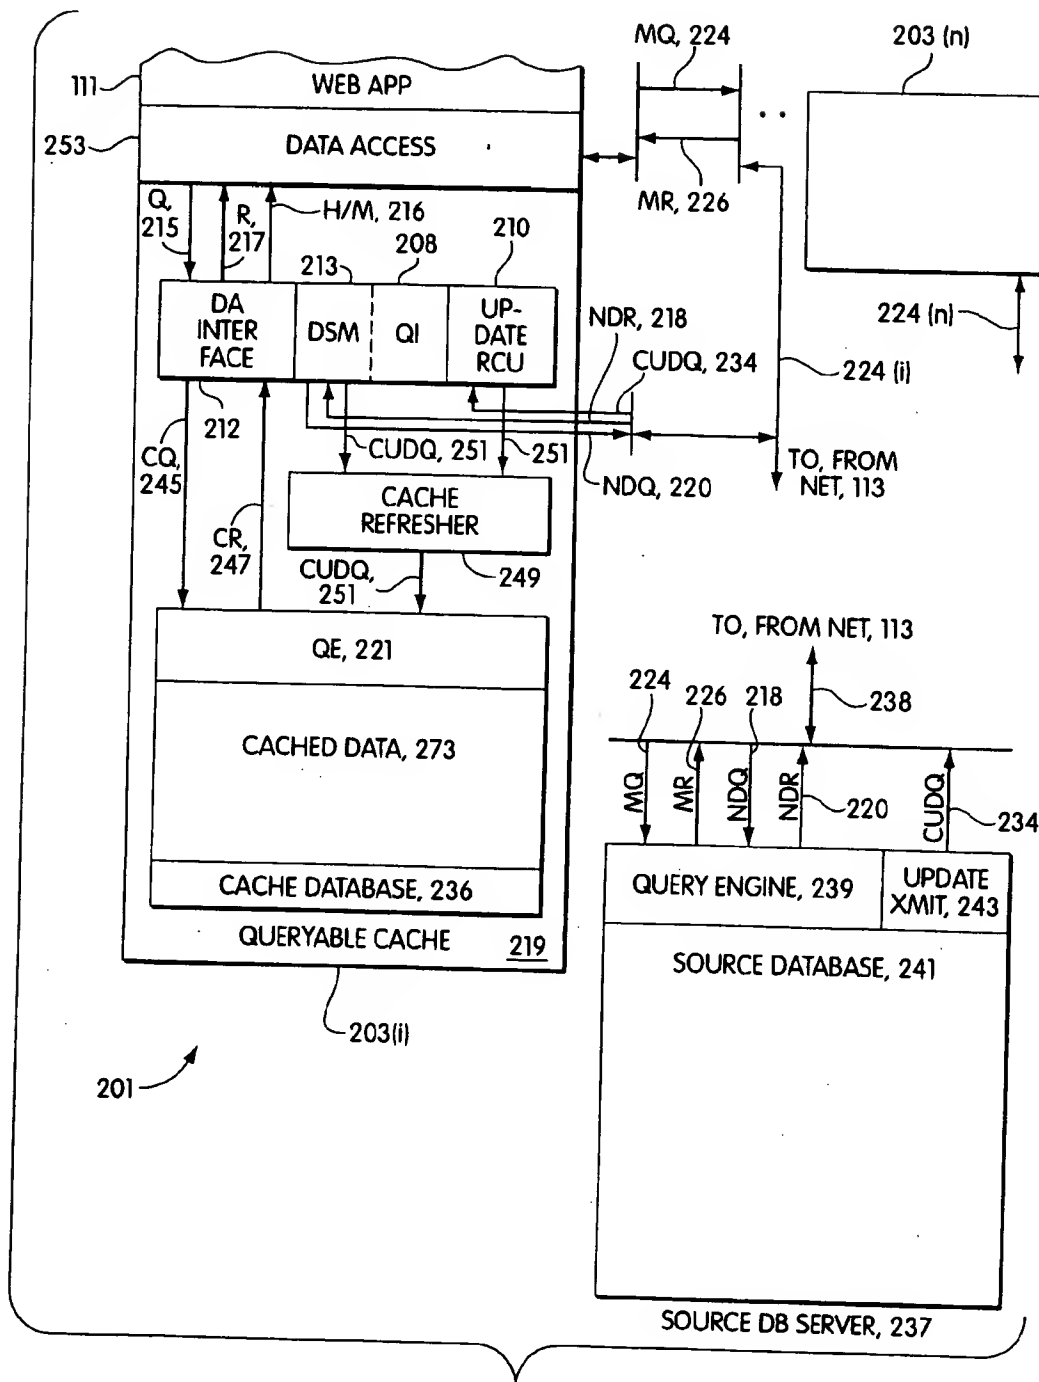 MQ, 224
203 (n)
111
WEB APP
253
DATA ACCESS
MR, 226
Q,
215
R,
217
H/M, 216
213
208
210
DA
INTER
FACE
DSM
QI
UP-
DATE
RCU
NDR, 218
CUDQ, 234
224 (n)
224 (i)
212
CQ,
245
CUDQ, 251
251
NDQ, 220
TO, FROM
NET, 113
CACHE
REFRESHER
CR,
247
CUDQ,
251
249
QE, 221
CACHED DATA, 273
CACHE DATABASE, 236
QUERYABLE CACHE
219
203(i)
201
TO, FROM NET, 113
224
226
218
238
MQ
MR
NDQ
NDR
220
CUDQ
234
QUERY ENGINE, 239
UPDATE
XMIT, 243
SOURCE DATABASE, 241
SOURCE DB SERVER, 237